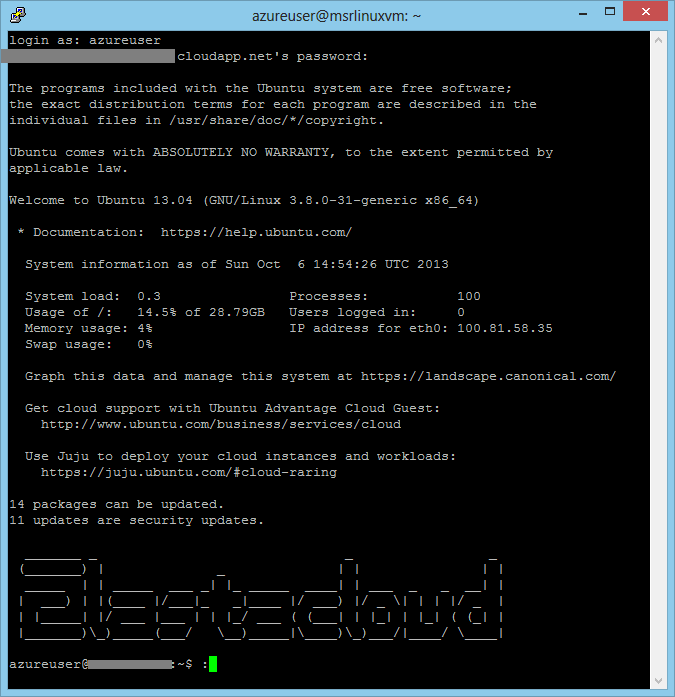 azureuser@msrlinuxvm: ~
login as: azureuser
cloudapp.net's password:
The programs included with the Ubuntu system are free software;
the exact distribution terms for each program are described in the
individual files in /usr/share/doc/*/copyright.
Ubuntu comes with ABSOLUTELY NO WARRANTY, to the extent permitted by
applicable law.
Welcome to Ubuntu 13.04 (GNU/Linux 3.8.0-31-generic x86_64)
* Documentation:  https://help.ubuntu.com/
System information as of Sun Oct  6 14:54:26 UTC 2013
System load:  0.3                Processes:           100
Usage of /:   14.5% of 28.79GB   Users logged in:     0
Memory usage: 4%                 IP address for eth0: 100.81.58.35
Swap usage:   0%
Graph this data and manage this system at https://landscape.canonical.com/
Get cloud support with Ubuntu Advantage Cloud Guest:
http://www.ubuntu.com/business/services/cloud
Use Juju to deploy your cloud instances and workloads:
https://juju.ubuntu.com/#cloud-raring
14 packages can be updated.
11 updates are security updates.
Elastacloud
azureuser@ :~$ :